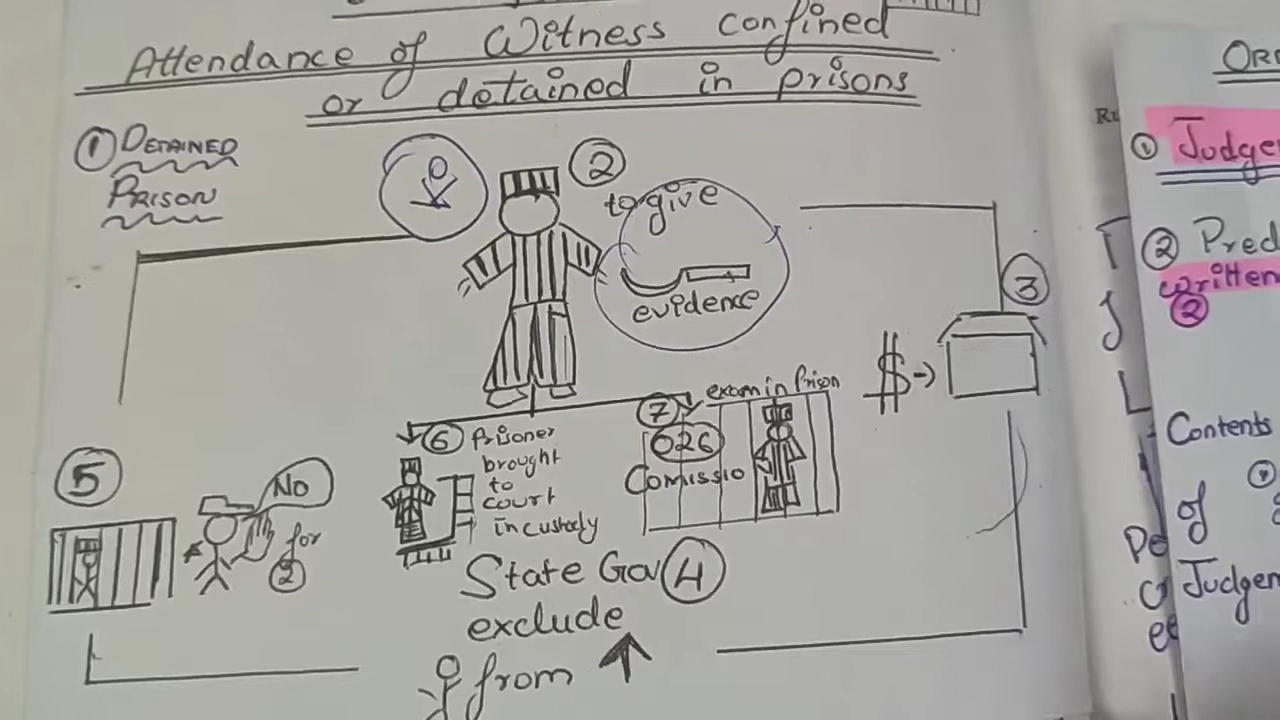 Attendance of Witness confined
or detained in prisons
① DETAINED
PRISON
②
to give
evidence
③
$ →
⑤
No
for
②
⑥ Prisoner
brought
to
court
in custody
⑦
exam in Prison
O26
Comissio
State Gov ④
exclude
from
① Judge
② Pred
written
②
Contents
of
Judgem